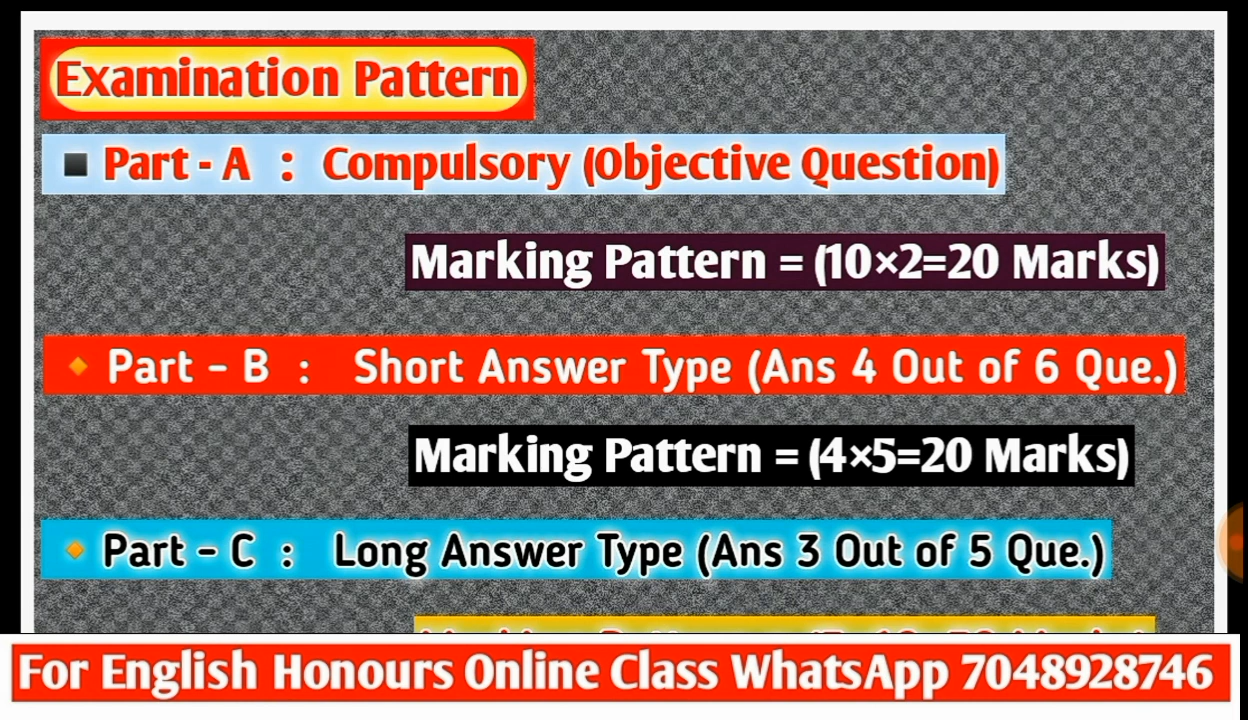 Examination Pattern
Part - A : Compulsory (Objective Question)
Marking Pattern = (10×2=20 Marks)
Part – B : Short Answer Type (Ans 4 Out of 6 Que.)
Marking Pattern = (4×5=20 Marks)
Part – C : Long Answer Type (Ans 3 Out of 5 Que.)
For English Honours Online Class WhatsApp 7048928746